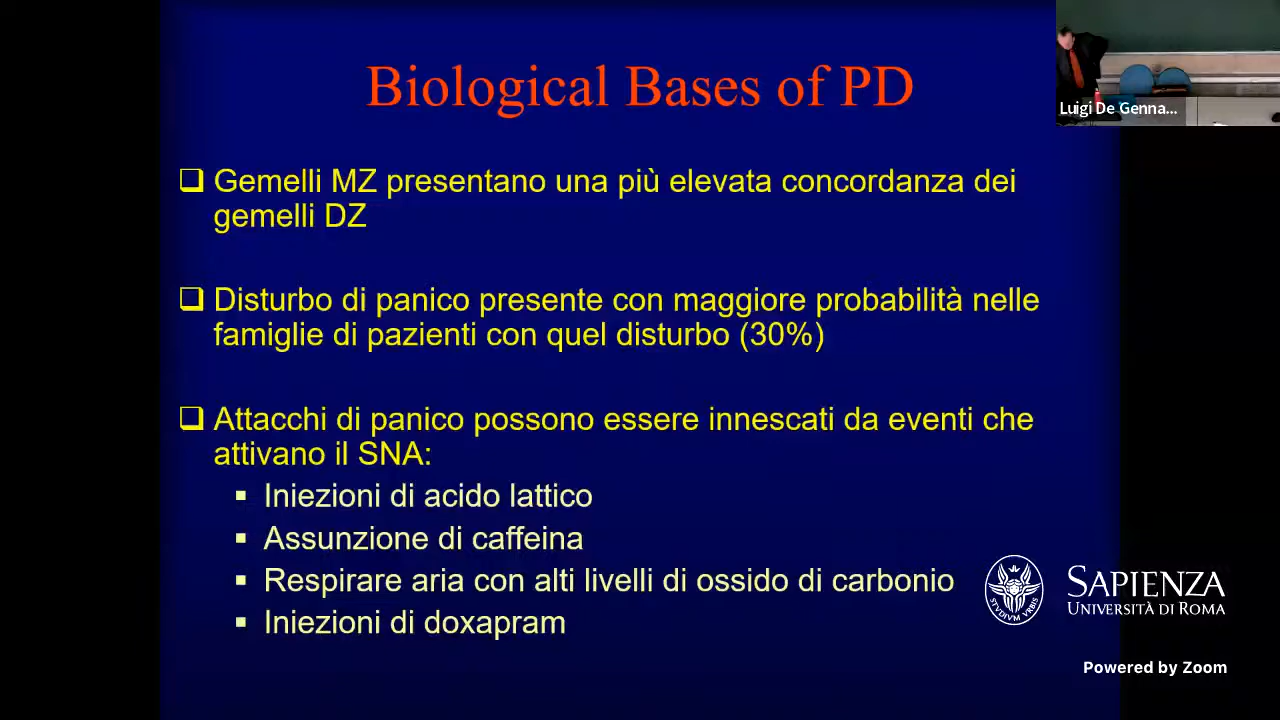 Biological Bases of PD
Luigi De Genna...
❑ Gemelli MZ presentano una più elevata concordanza dei
gemelli DZ
❑ Disturbo di panico presente con maggiore probabilità nelle
famiglie di pazienti con quel disturbo (30%)
❑ Attacchi di panico possono essere innescati da eventi che
attivano il SNA:
▪ Iniezioni di acido lattico
▪ Assunzione di caffeina
▪ Respirare aria con alti livelli di ossido di carbonio
▪ Iniezioni di doxapram
STVDIVM VRBIS
SAPIENZA
UNIVERSITÀ DI ROMA
Powered by Zoom